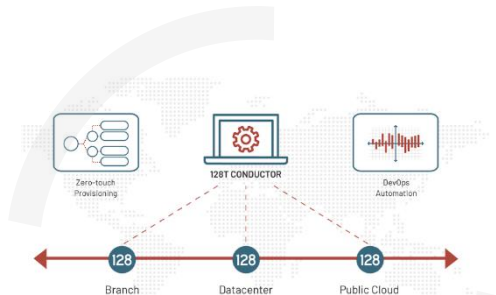 Zero-touch
Provisioning
128T CONDUCTOR
DevOps
Automation
128
128
128
Branch
Datacenter
Public Cloud